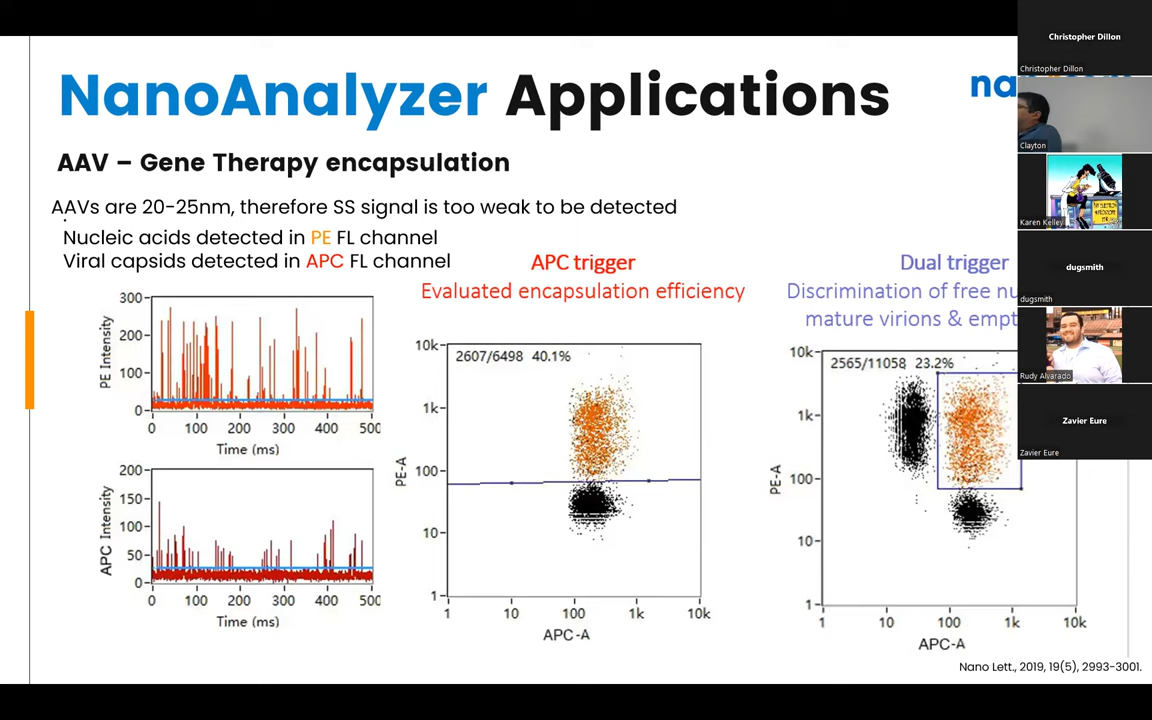 NanoAnalyzer Applications
AAV – Gene Therapy encapsulation
AAVs are 20-25nm, therefore SS signal is too weak to be detected
Nucleic acids detected in PE FL channel
Viral capsids detected in APC FL channel
APC trigger
Evaluated encapsulation efficiency
Dual trigger
Discrimination of free
mature virions &
300
200
100
0
PE Intensity
0 100 200 300 400 500
Time (ms)
200
150
100
50
0
APC Intensity
0 100 200 300 400 500
Time (ms)
2607/6498 40.1%
10k
1k
100
10
1
PE-A
1 10 100 1k 10k
APC-A
2565/11058 23.2%
10k
1k
100
10
1
PE-A
1 10 100 1k 10k
APC-A
Nano Lett., 2019, 19(5), 2993-3001.
Christopher Dillon
Christopher Dillon
Clayton
Karen Kelley
dugsmith
dugsmith
Rudy Alvarado
Zavier Eure
Zavier Eure